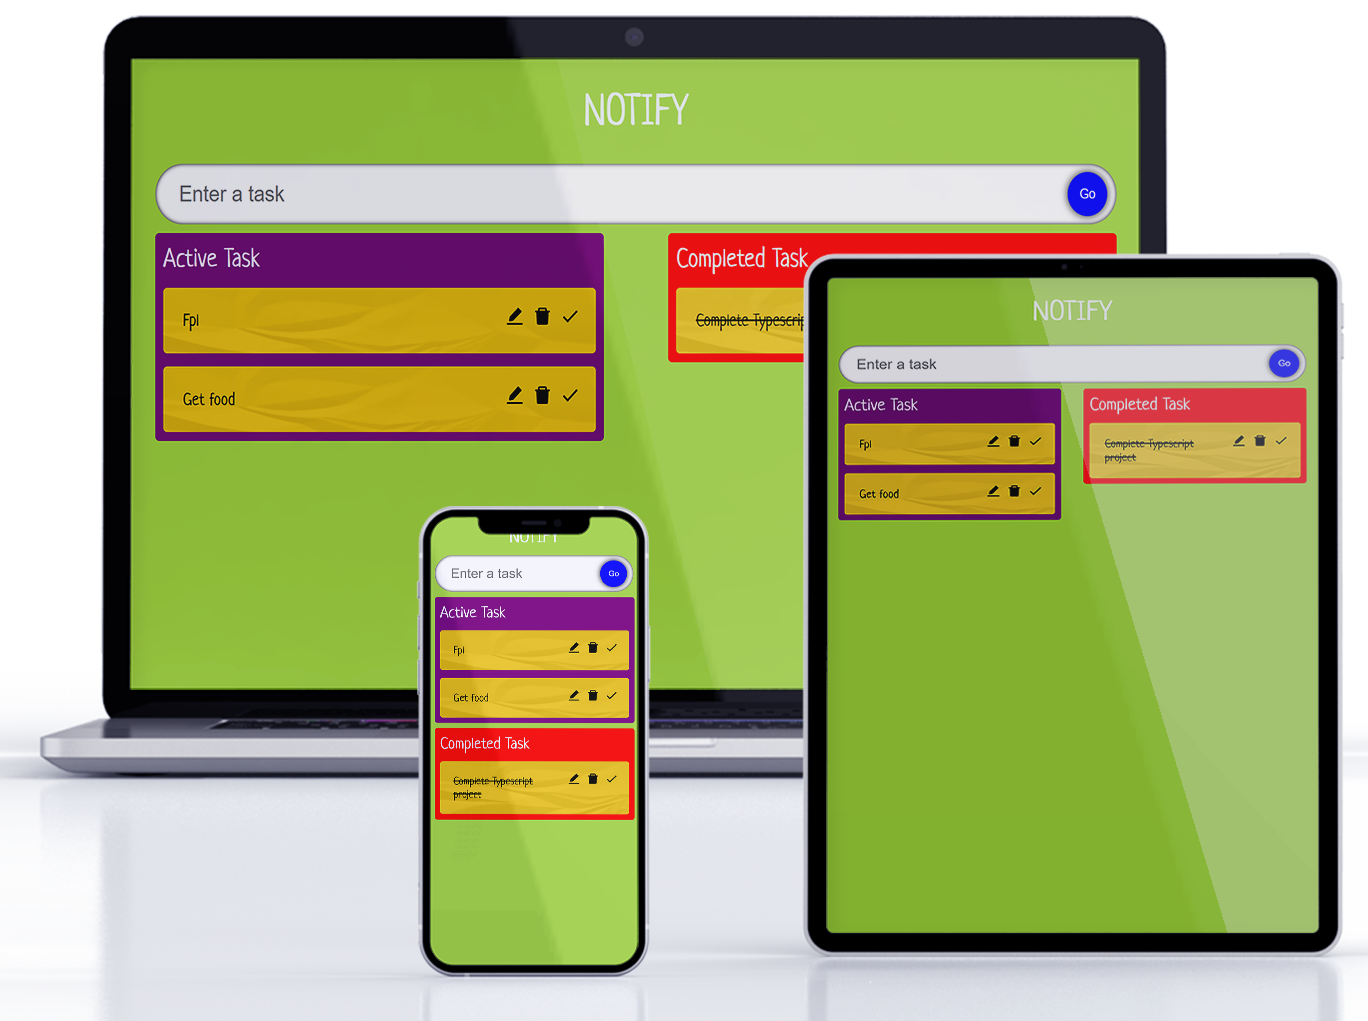 NOTIFY
Enter a task
Go
Active Task
Fpl
Get food
Completed Task
NOTIFY
Enter a task
Go
Active Task
Fpl
Get food
Completed Task
Complete Typescript
project
NOTIFY
Enter a task
Go
Active Task
Fpl
Get food
Completed Task
Complete Typescript
project